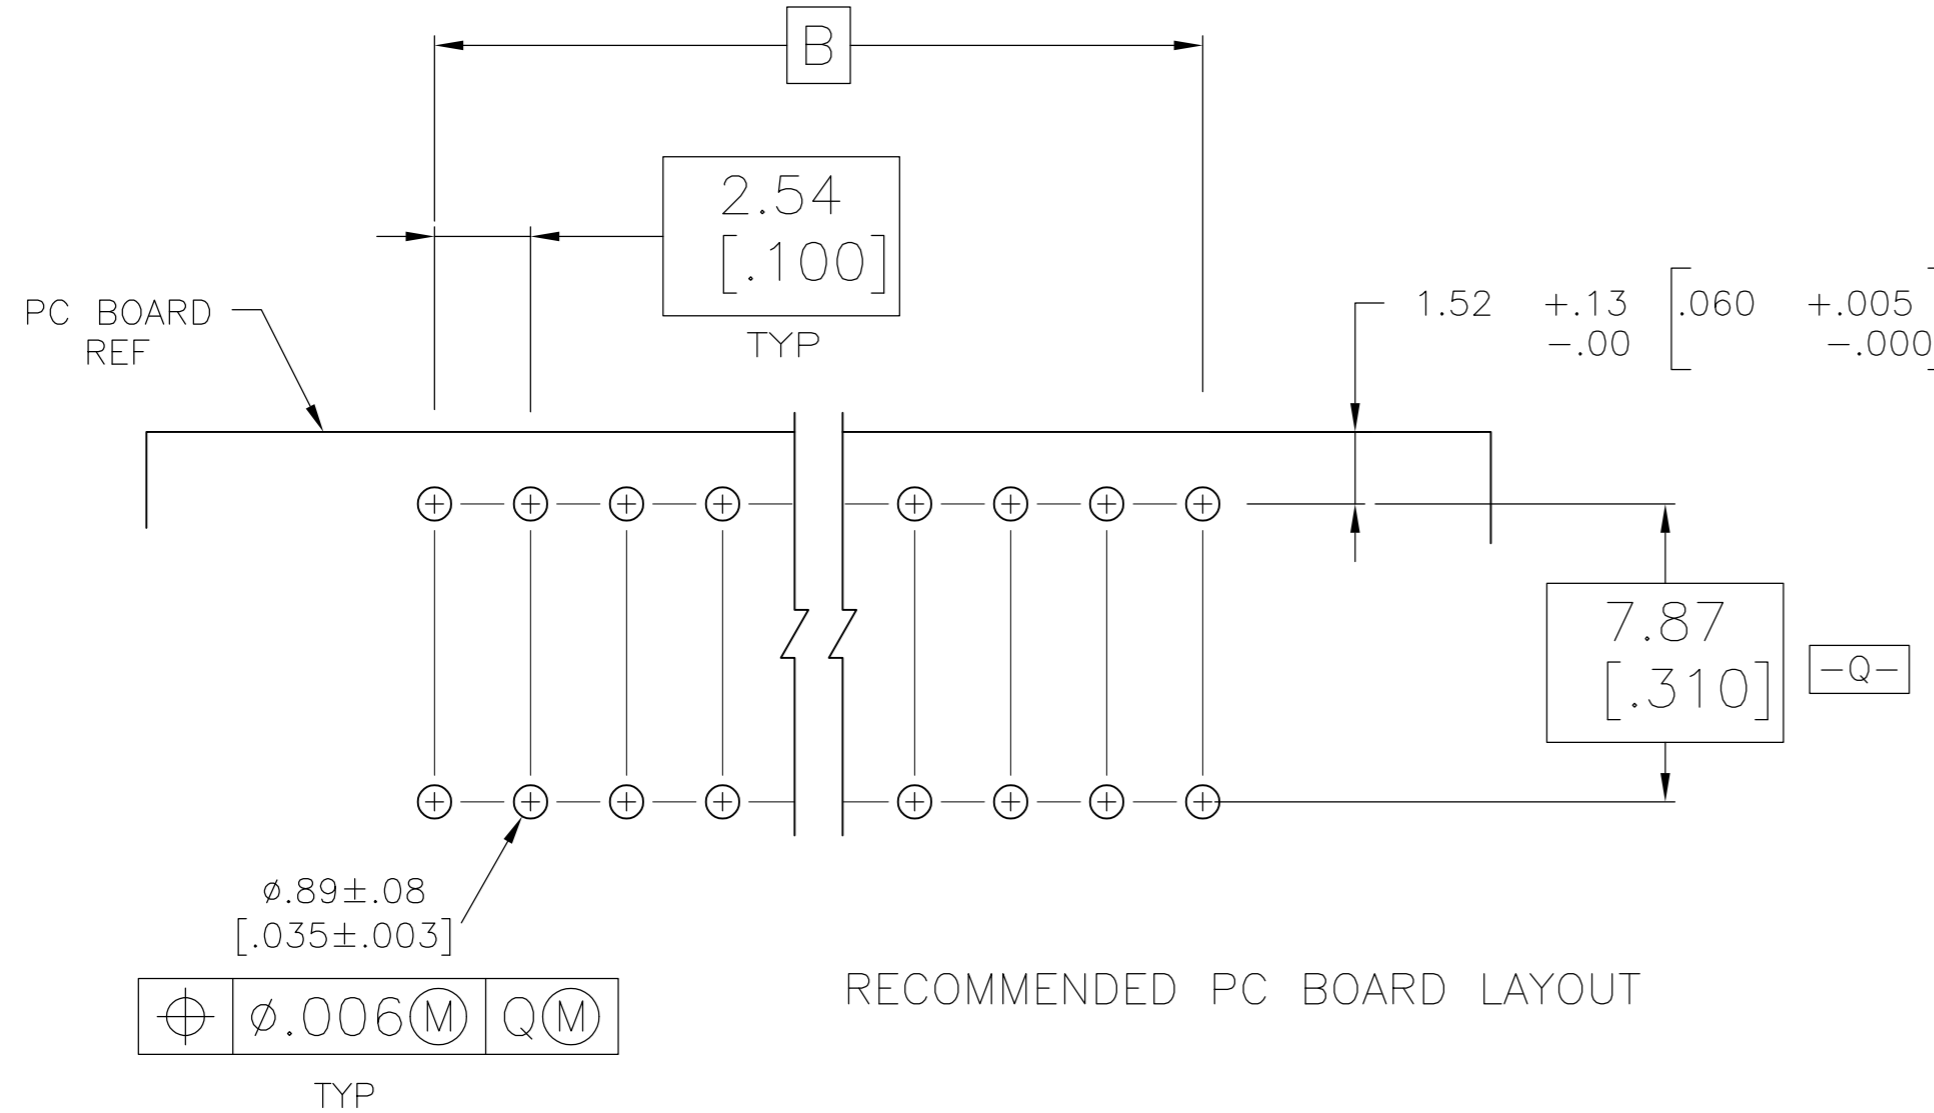 B
2.54
[.100]
TYP
PC BOARD
REF
1.52 +.13 [.060 +.005]
-.00 -.000
7.87
[.310]
-Q-
ø.89±.08
[.035±.003]
⌖ ø.006Ⓜ QⓂ
TYP
RECOMMENDED PC BOARD LAYOUT